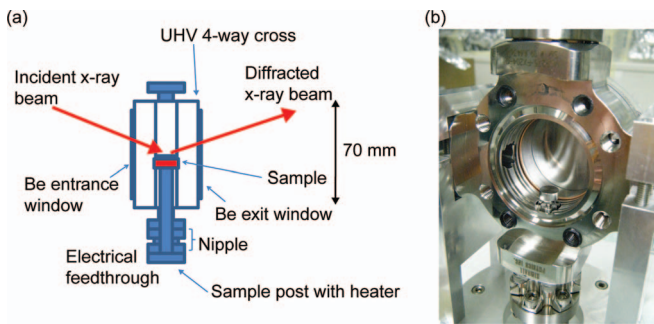 (a)
UHV 4-way cross
Incident x-ray
beam
Diffracted
x-ray beam
70 mm
Sample
Be entrance
window
Be exit window
Nipple
Electrical
feedthrough
Sample post with heater
(b)